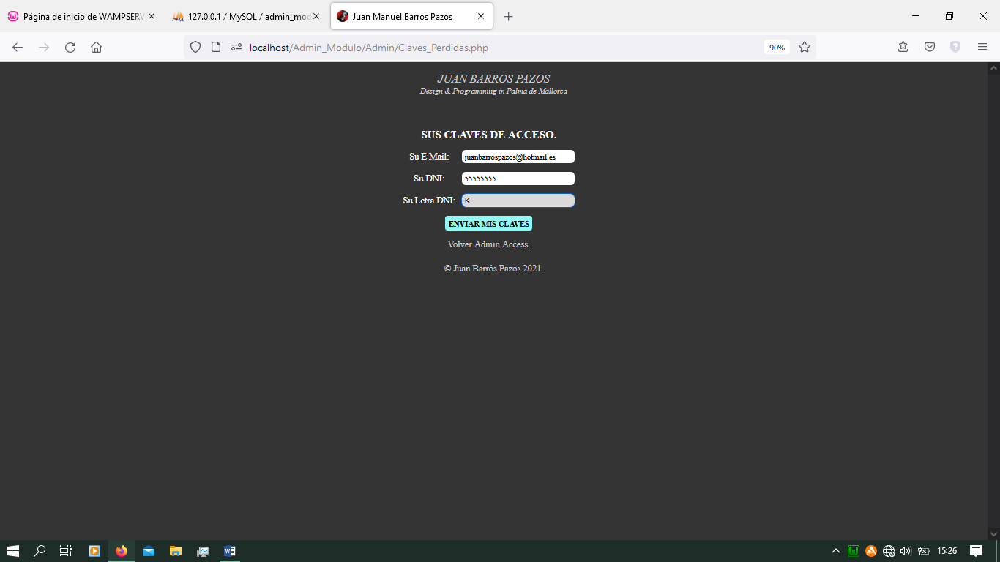 Página de inicio de WAMPSERV
127.0.0.1 / MySQL / admin_mod
Juan Manuel Barros Pazos
localhost/Admin_Modulo/Admin/Claves_Perdidas.php
90%
JUAN BARROS PAZOS
Design & Programming in Palma de Mallorca
SUS CLAVES DE ACCESO.
Su E Mail: juanbarrospazos@hotmail.es
Su DNI: 55555555
Su Letra DNI: K
ENVIAR MIS CLAVES
Volver Admin Access.
© Juan Barrós Pazos 2021.
15:26